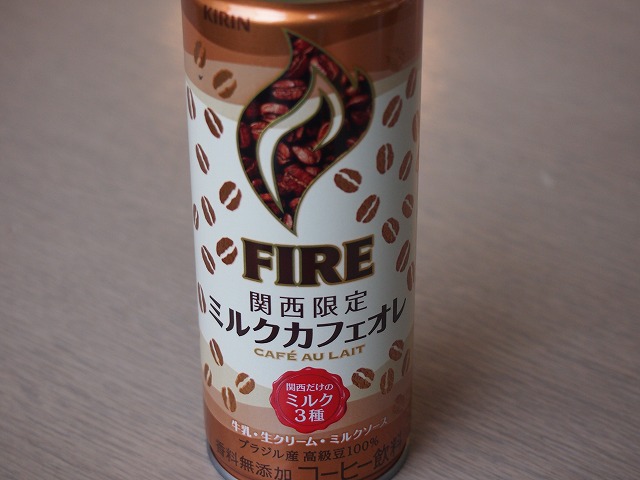 KIRIN
FIRE
関西限定
ミルクカフェオレ
CAFÉ AU LAIT
関西だけの
ミルク
3種
生乳・生クリーム・ミルクソース
ブラジル産 高級豆100%
香料無添加 コーヒー飲料